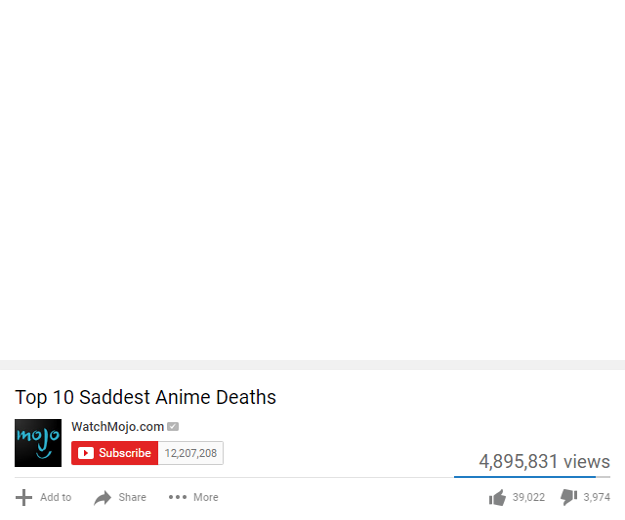 Top 10 Saddest Anime Deaths
mojo
WatchMojo.com
Subscribe 12,207,208
4,895,831 views
Add to Share More 39,022 3,974